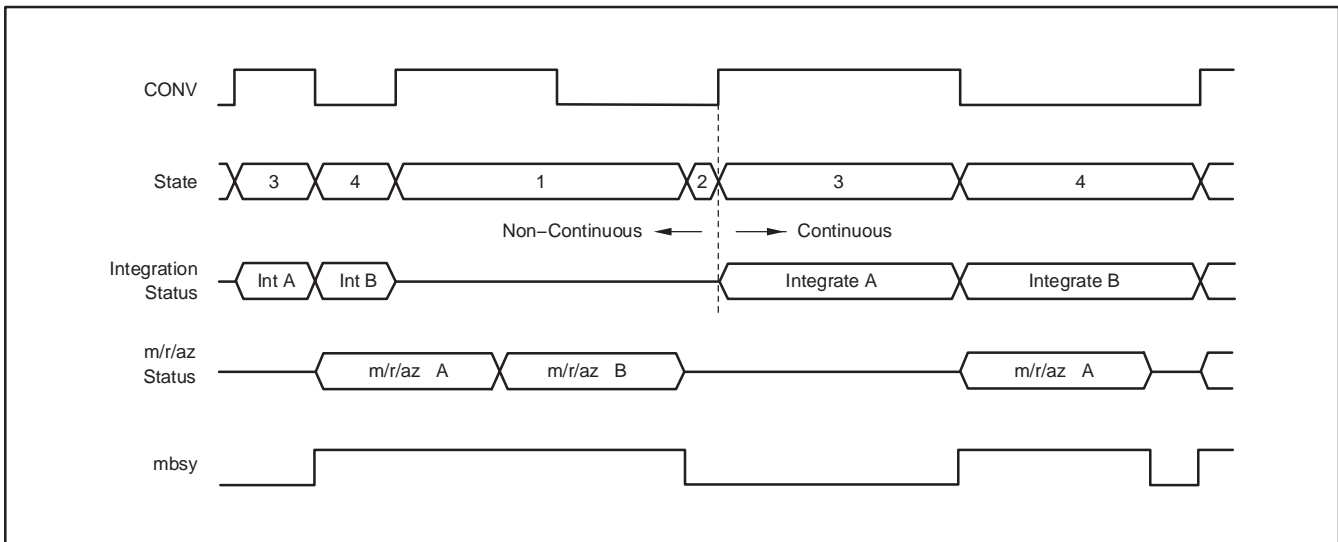 CONV
State
3
4
1
2
3
4
Non−Continuous
Continuous
Integration
Status
Int A
Int B
Integrate A
Integrate B
m/r/az
Status
m/r/az A
m/r/az B
m/r/az A
mbsy